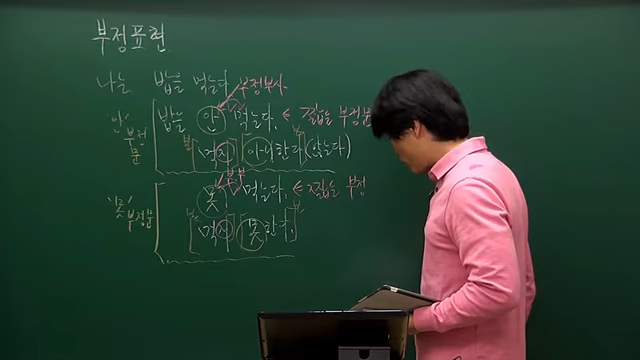 부정표현
나는 밥을 먹는다
부정부사
'안' 부정문
밥을 안 먹는다. ← 짧은 부정문
먹지 아니한다(않는다)
'못' 부정문
부부
못 먹는다. ← 짧은 부정
먹지 못한다.